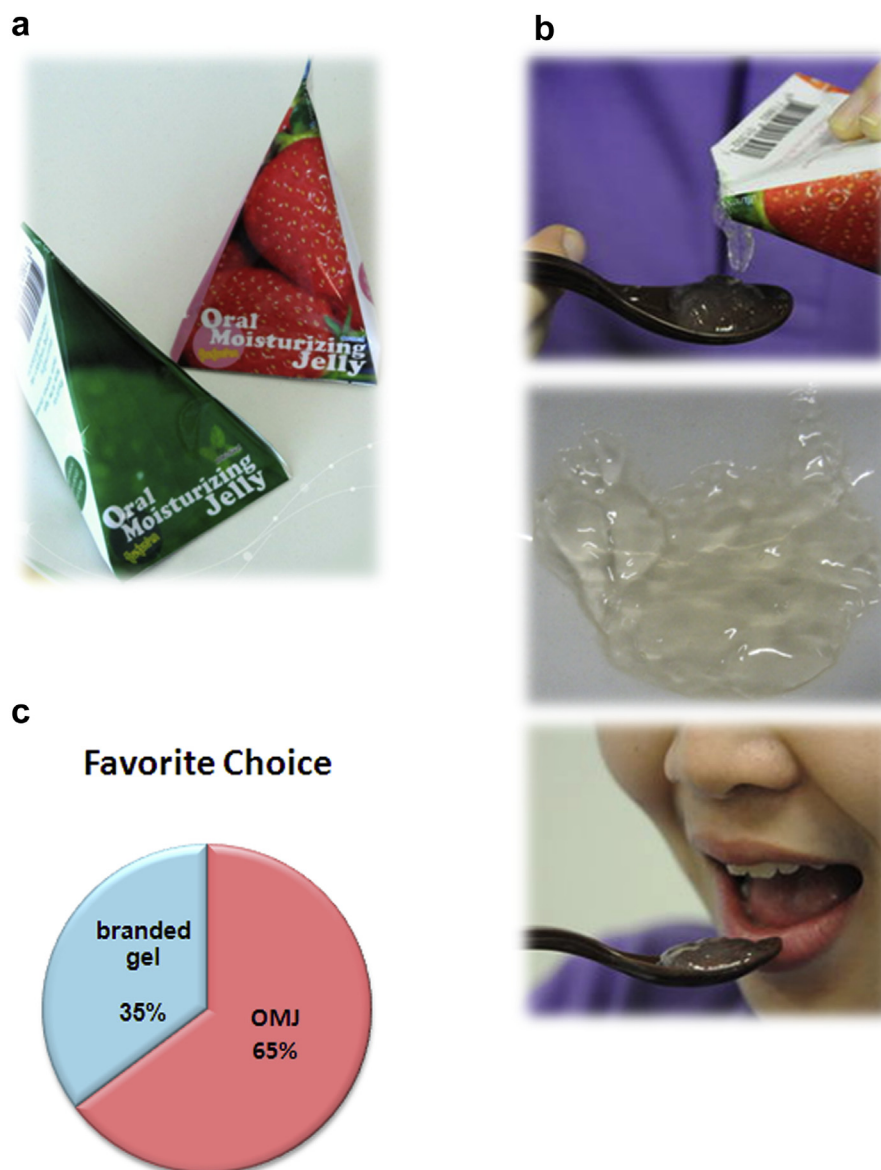 a
b
Oral
Moisturizing
Jelly
Oral
Moisturizing
Jelly
c
Favorite Choice
branded
gel
35%
OMJ
65%